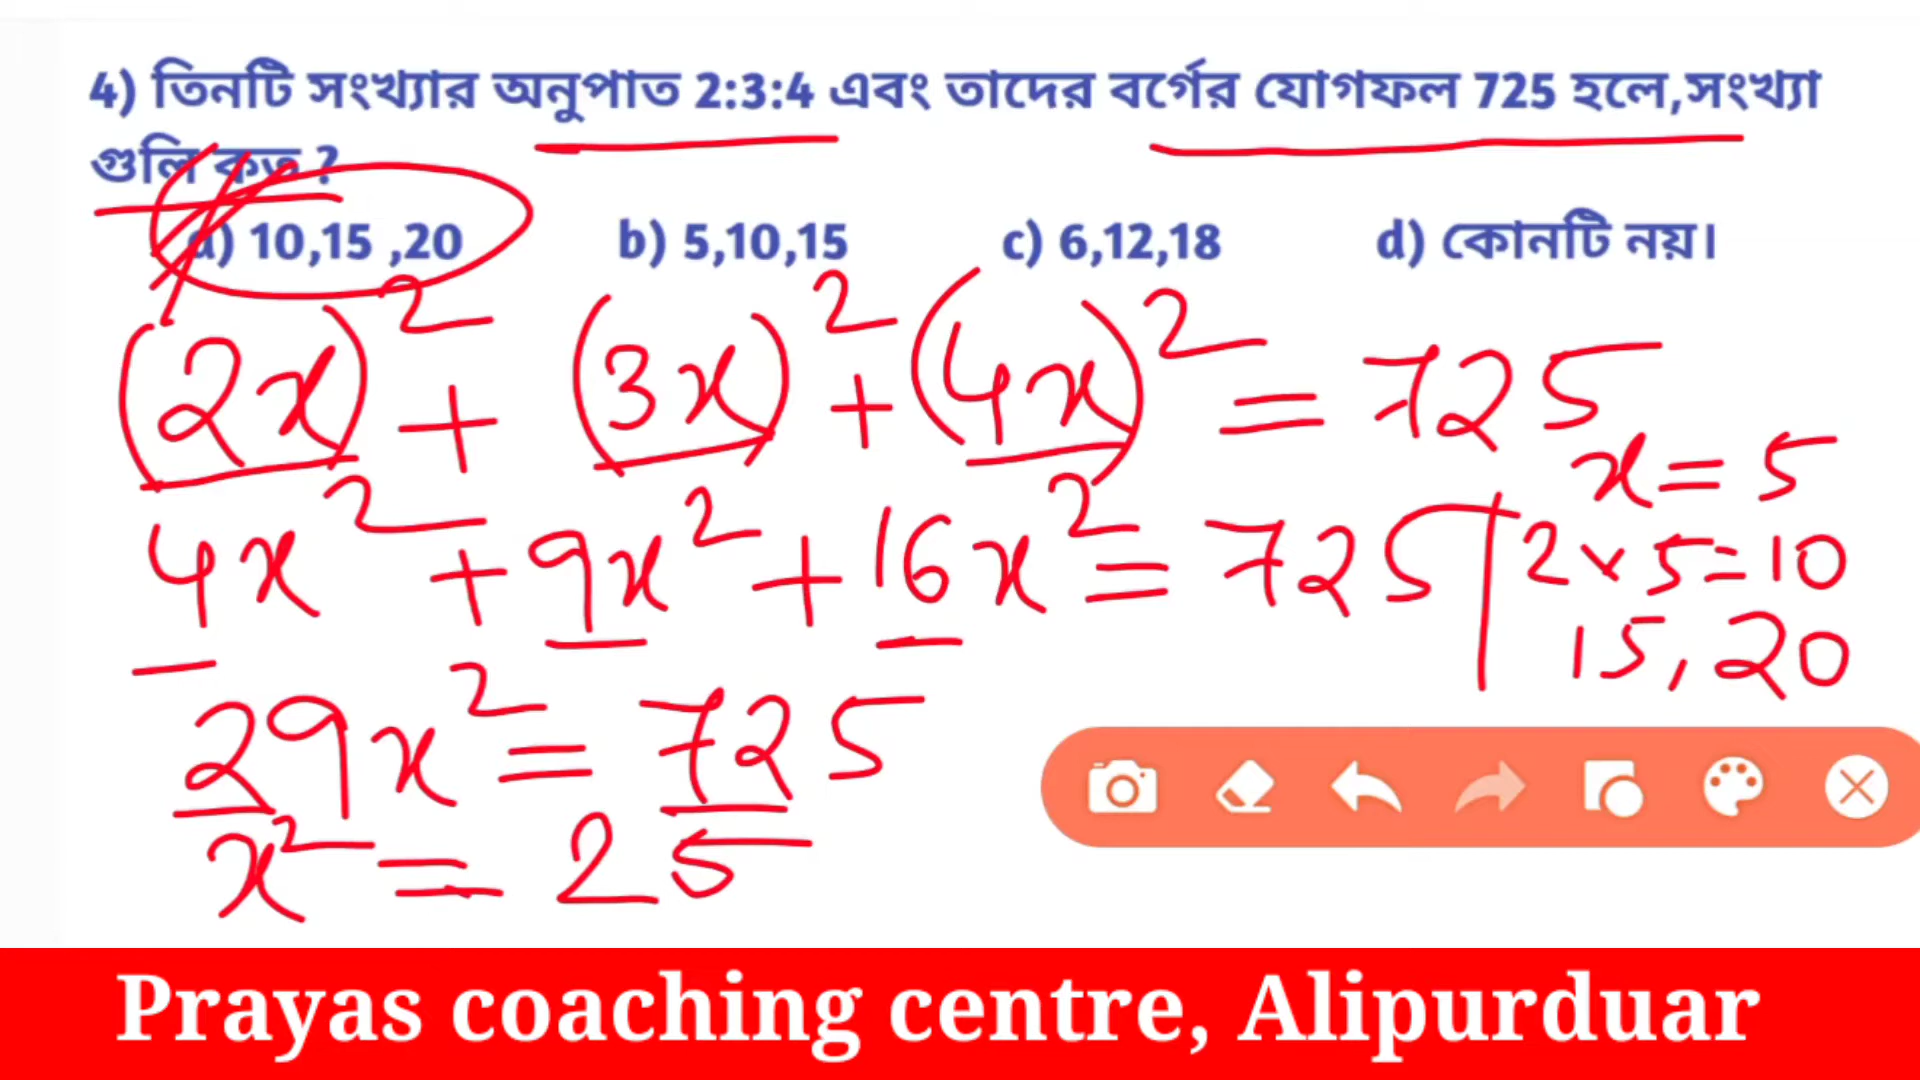 4) তিনটি সংখ্যার অনুপাত 2:3:4 এবং তাদের বর্গের যোগফল 725 হলে,সংখ্যা
গুলি কত ?
a) 10,15 ,20 b) 5,10,15 c) 6,12,18 d) কোনটি নয়।
(2x)² + (3x)² + (4x)² = 725
x = 5
4x² + 9x² + 16x² = 725
2 × 5 = 10
15, 20
29x² = 725
x² = 25
Prayas coaching centre, Alipurduar